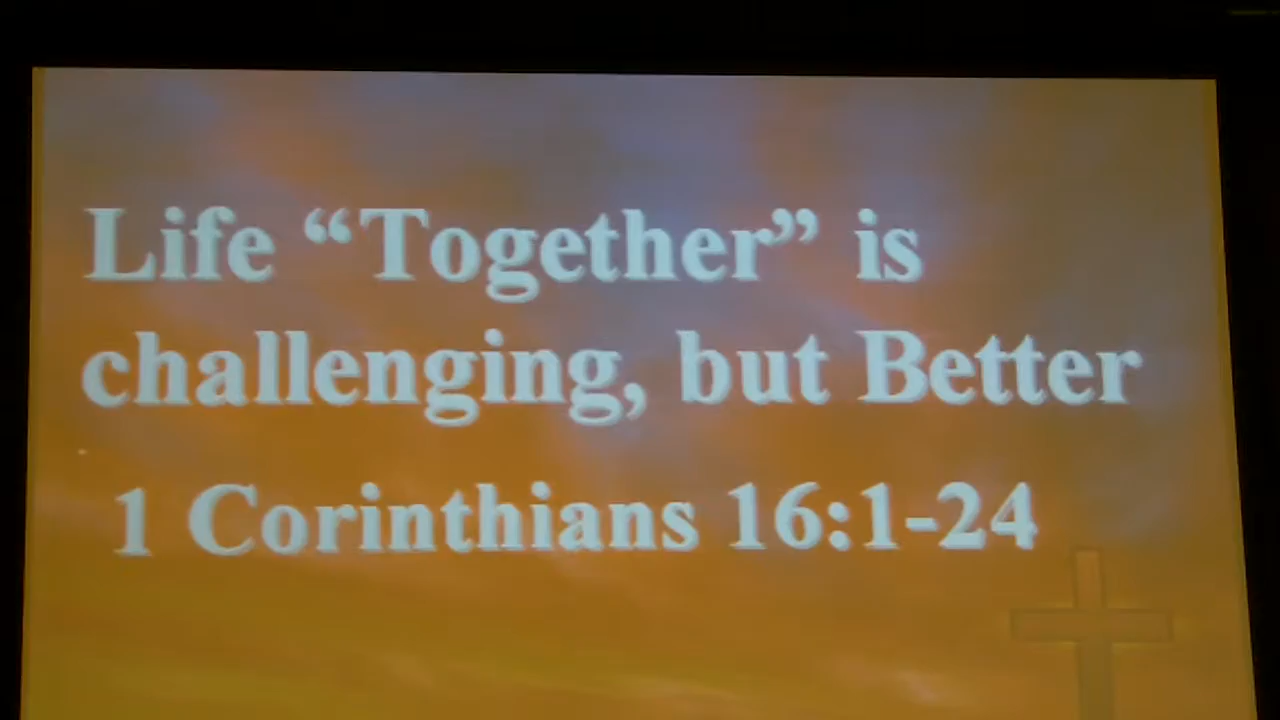 Life “Together” is
challenging, but Better
1 Corinthians 16:1-24